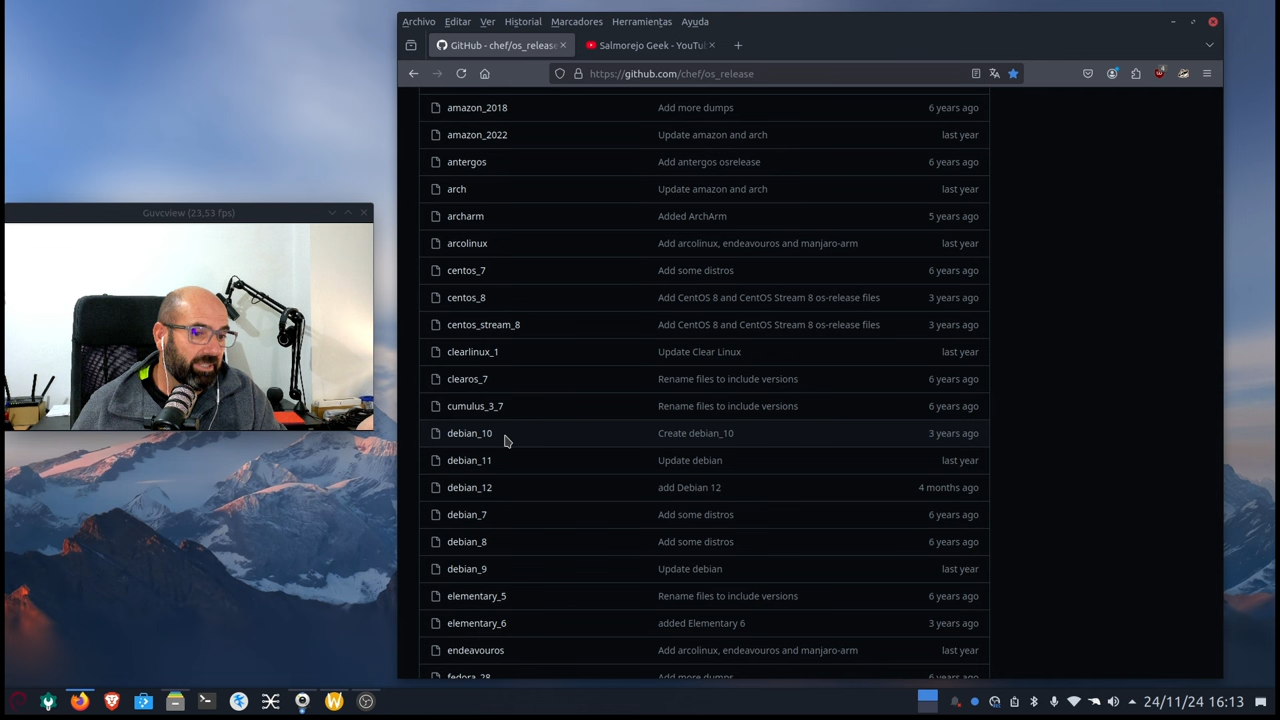 Archivo Editar Ver Historial Marcadores Herramientas Ayuda
GitHub - chef/os_release
Salmorejo Geek - YouTu
https://github.com/chef/os_release
4
amazon_2018 Add more dumps 6 years ago
amazon_2022 Update amazon and arch last year
antergos Add antergos osrelease 6 years ago
arch Update amazon and arch last year
archarm Added ArchArm 5 years ago
arcolinux Add arcolinux, endeavouros and manjaro-arm last year
centos_7 Add some distros 6 years ago
centos_8 Add CentOS 8 and CentOS Stream 8 os-release files 3 years ago
centos_stream_8 Add CentOS 8 and CentOS Stream 8 os-release files 3 years ago
clearlinux_1 Update Clear Linux last year
clearos_7 Rename files to include versions 6 years ago
cumulus_3_7 Rename files to include versions 6 years ago
debian_10 Create debian_10 3 years ago
debian_11 Update debian last year
debian_12 add Debian 12 4 months ago
debian_7 Add some distros 6 years ago
debian_8 Add some distros 6 years ago
debian_9 Update debian last year
elementary_5 Rename files to include versions 6 years ago
elementary_6 added Elementary 6 3 years ago
endeavouros Add arcolinux, endeavouros and manjaro-arm last year
fedora_28 Add more dumps 6 years ago
Guvcview (23,53 fps)
24/11/24 16:13